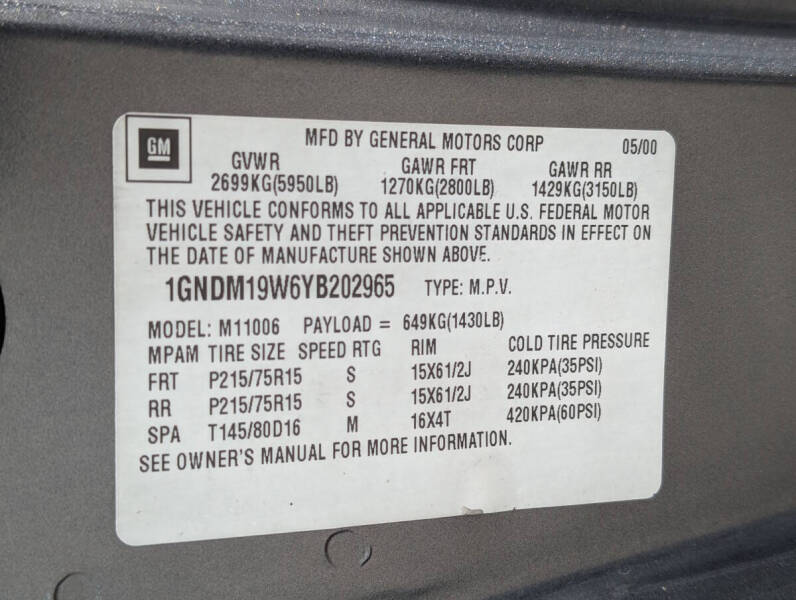 GM
MFD BY GENERAL MOTORS CORP 05/00
GVWR GAWR FRT GAWR RR
2699KG(5950LB) 1270KG(2800LB) 1429KG(3150LB)
THIS VEHICLE CONFORMS TO ALL APPLICABLE U.S. FEDERAL MOTOR
VEHICLE SAFETY AND THEFT PREVENTION STANDARDS IN EFFECT ON
THE DATE OF MANUFACTURE SHOWN ABOVE.
1GNDM19W6YB202965 TYPE: M.P.V.
MODEL: M11006 PAYLOAD = 649KG(1430LB)
MPAM TIRE SIZE SPEED RTG RIM COLD TIRE PRESSURE
FRT P215/75R15 S 15X61/2J 240KPA(35PSI)
RR P215/75R15 S 15X61/2J 240KPA(35PSI)
SPA T145/80D16 M 16X4T 420KPA(60PSI)
SEE OWNER'S MANUAL FOR MORE INFORMATION.